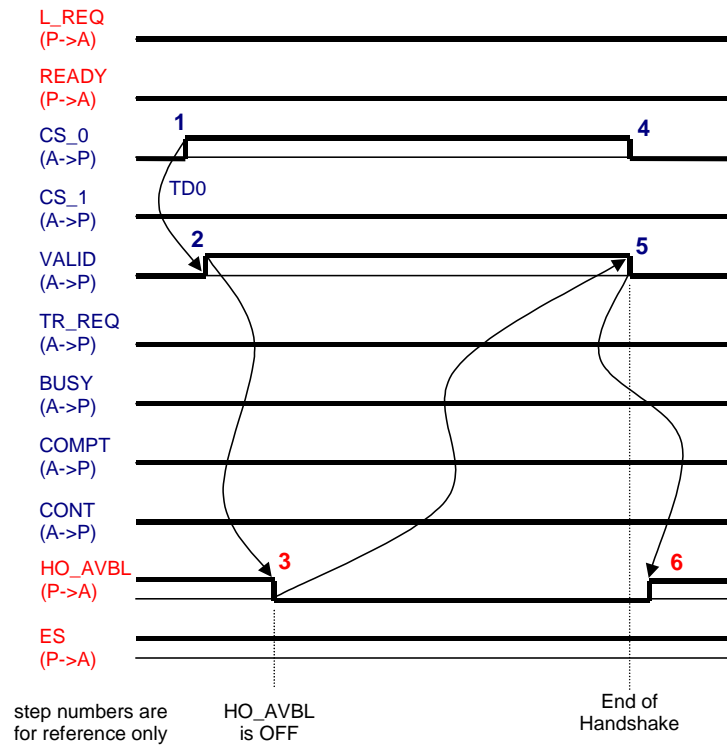 L_REQ
(P->A)
READY
(P->A)
1
4
CS_0
(A->P)
TD0
CS_1
(A->P)
2
5
VALID
(A->P)
TR_REQ
(A->P)
BUSY
(A->P)
COMPT
(A->P)
CONT
(A->P)
3
6
HO_AVBL
(P->A)
ES
(P->A)
step numbers are
for reference only
HO_AVBL
is OFF
End of
Handshake